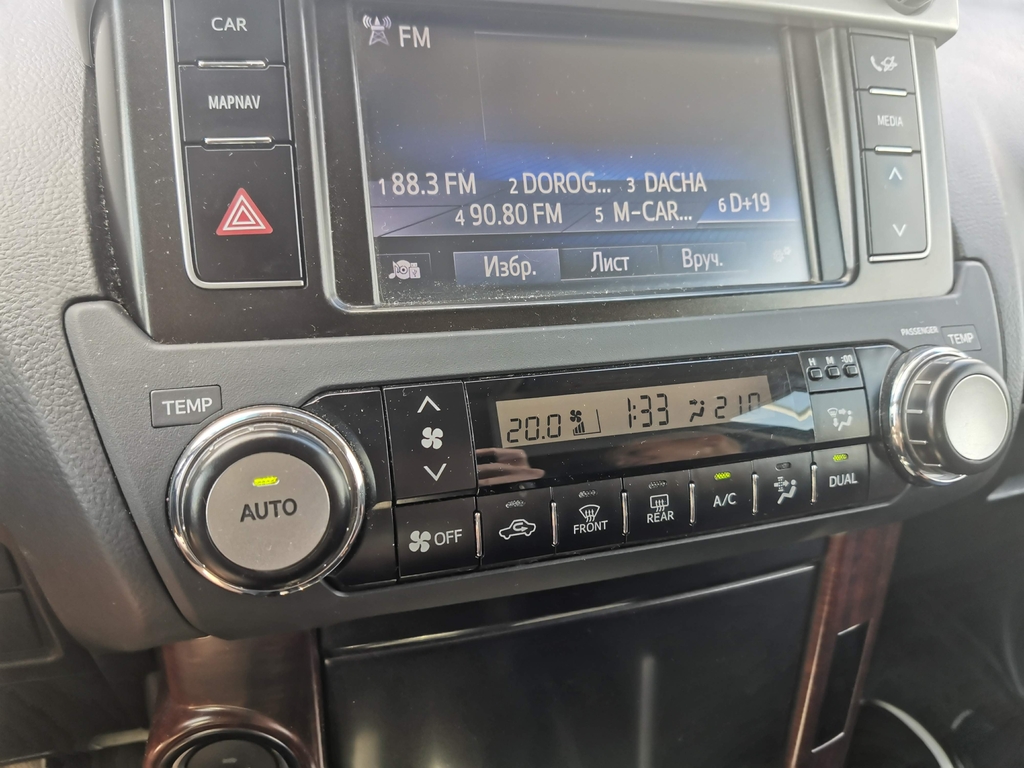 CAR
MAPNAV
FM
1 88.3 FM 2 DOROG... 3 DACHA
4 90.80 FM 5 M-CAR... 6 D+19
Избр. Лист Вруч.
MEDIA
TEMP
AUTO
20.0 1:33 21.0
H M :00
PASSENGER
TEMP
OFF
FRONT
REAR
A/C
DUAL